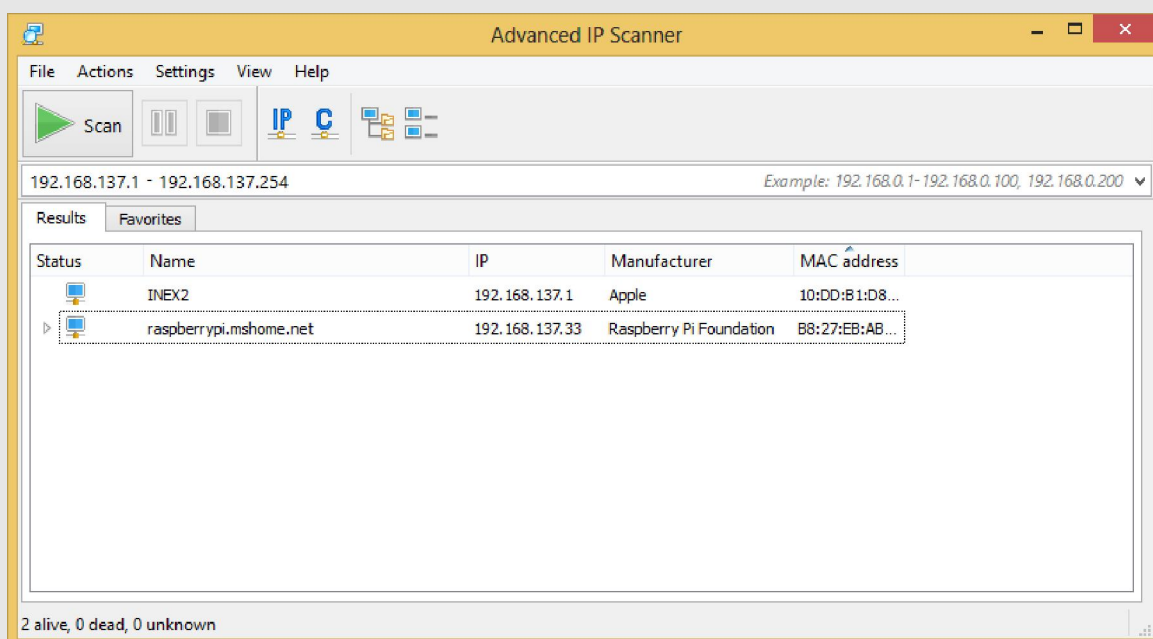 Advanced IP Scanner
File Actions Settings View Help
Scan IP C
192.168.137.1 - 192.168.137.254 Example: 192.168.0.1-192.168.0.100, 192.168.0.200
Results Favorites
Status Name IP Manufacturer MAC address
INEX2 192.168.137.1 Apple 10:DD:B1:D8...
raspberrypi.mshome.net 192.168.137.33 Raspberry Pi Foundation B8:27:EB:AB...
2 alive, 0 dead, 0 unknown